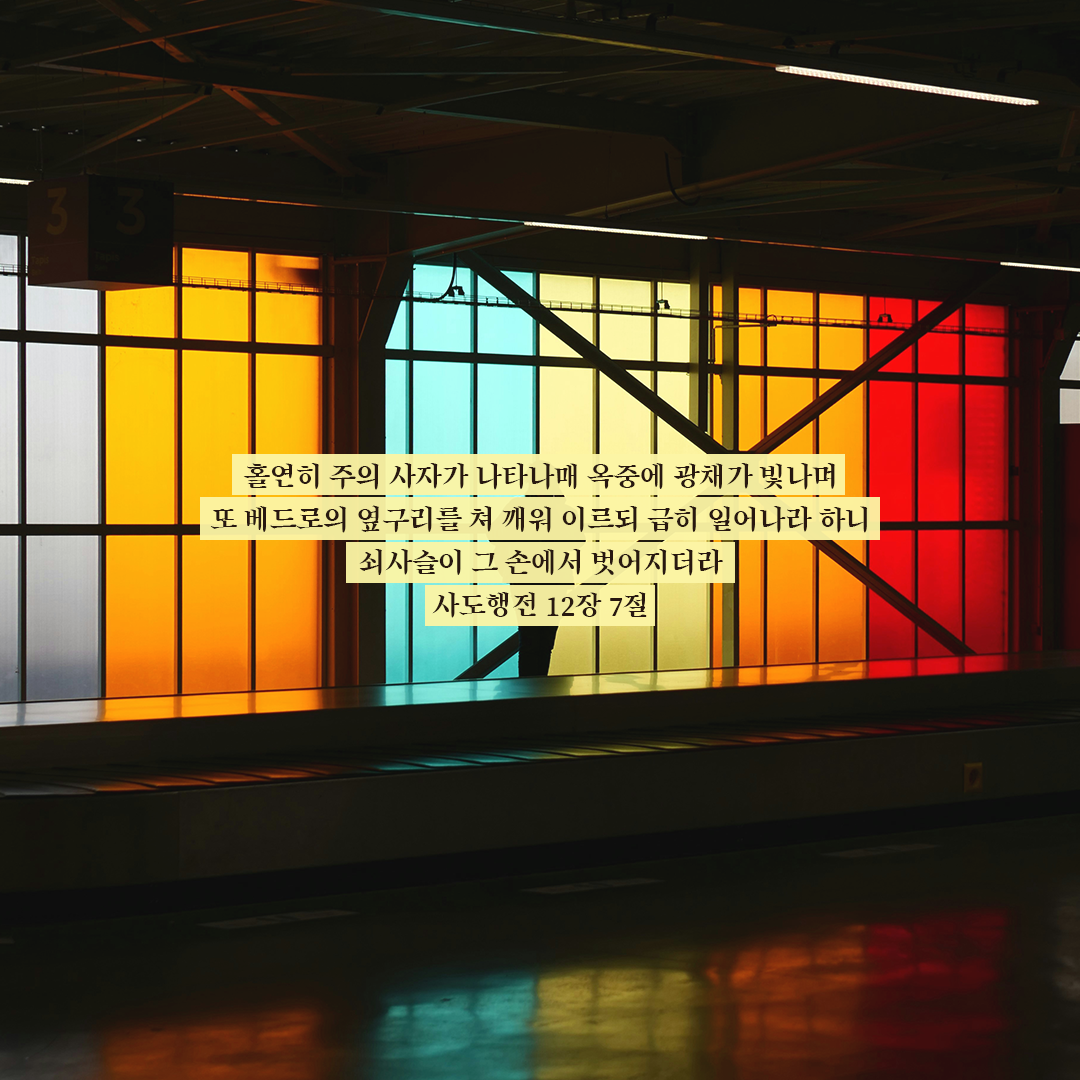 3 3
홀연히 주의 사자가 나타나매 옥중에 광채가 빛나며
또 베드로의 옆구리를 쳐 깨워 이르되 급히 일어나라 하니
쇠사슬이 그 손에서 벗어지더라
사도행전 12장 7절